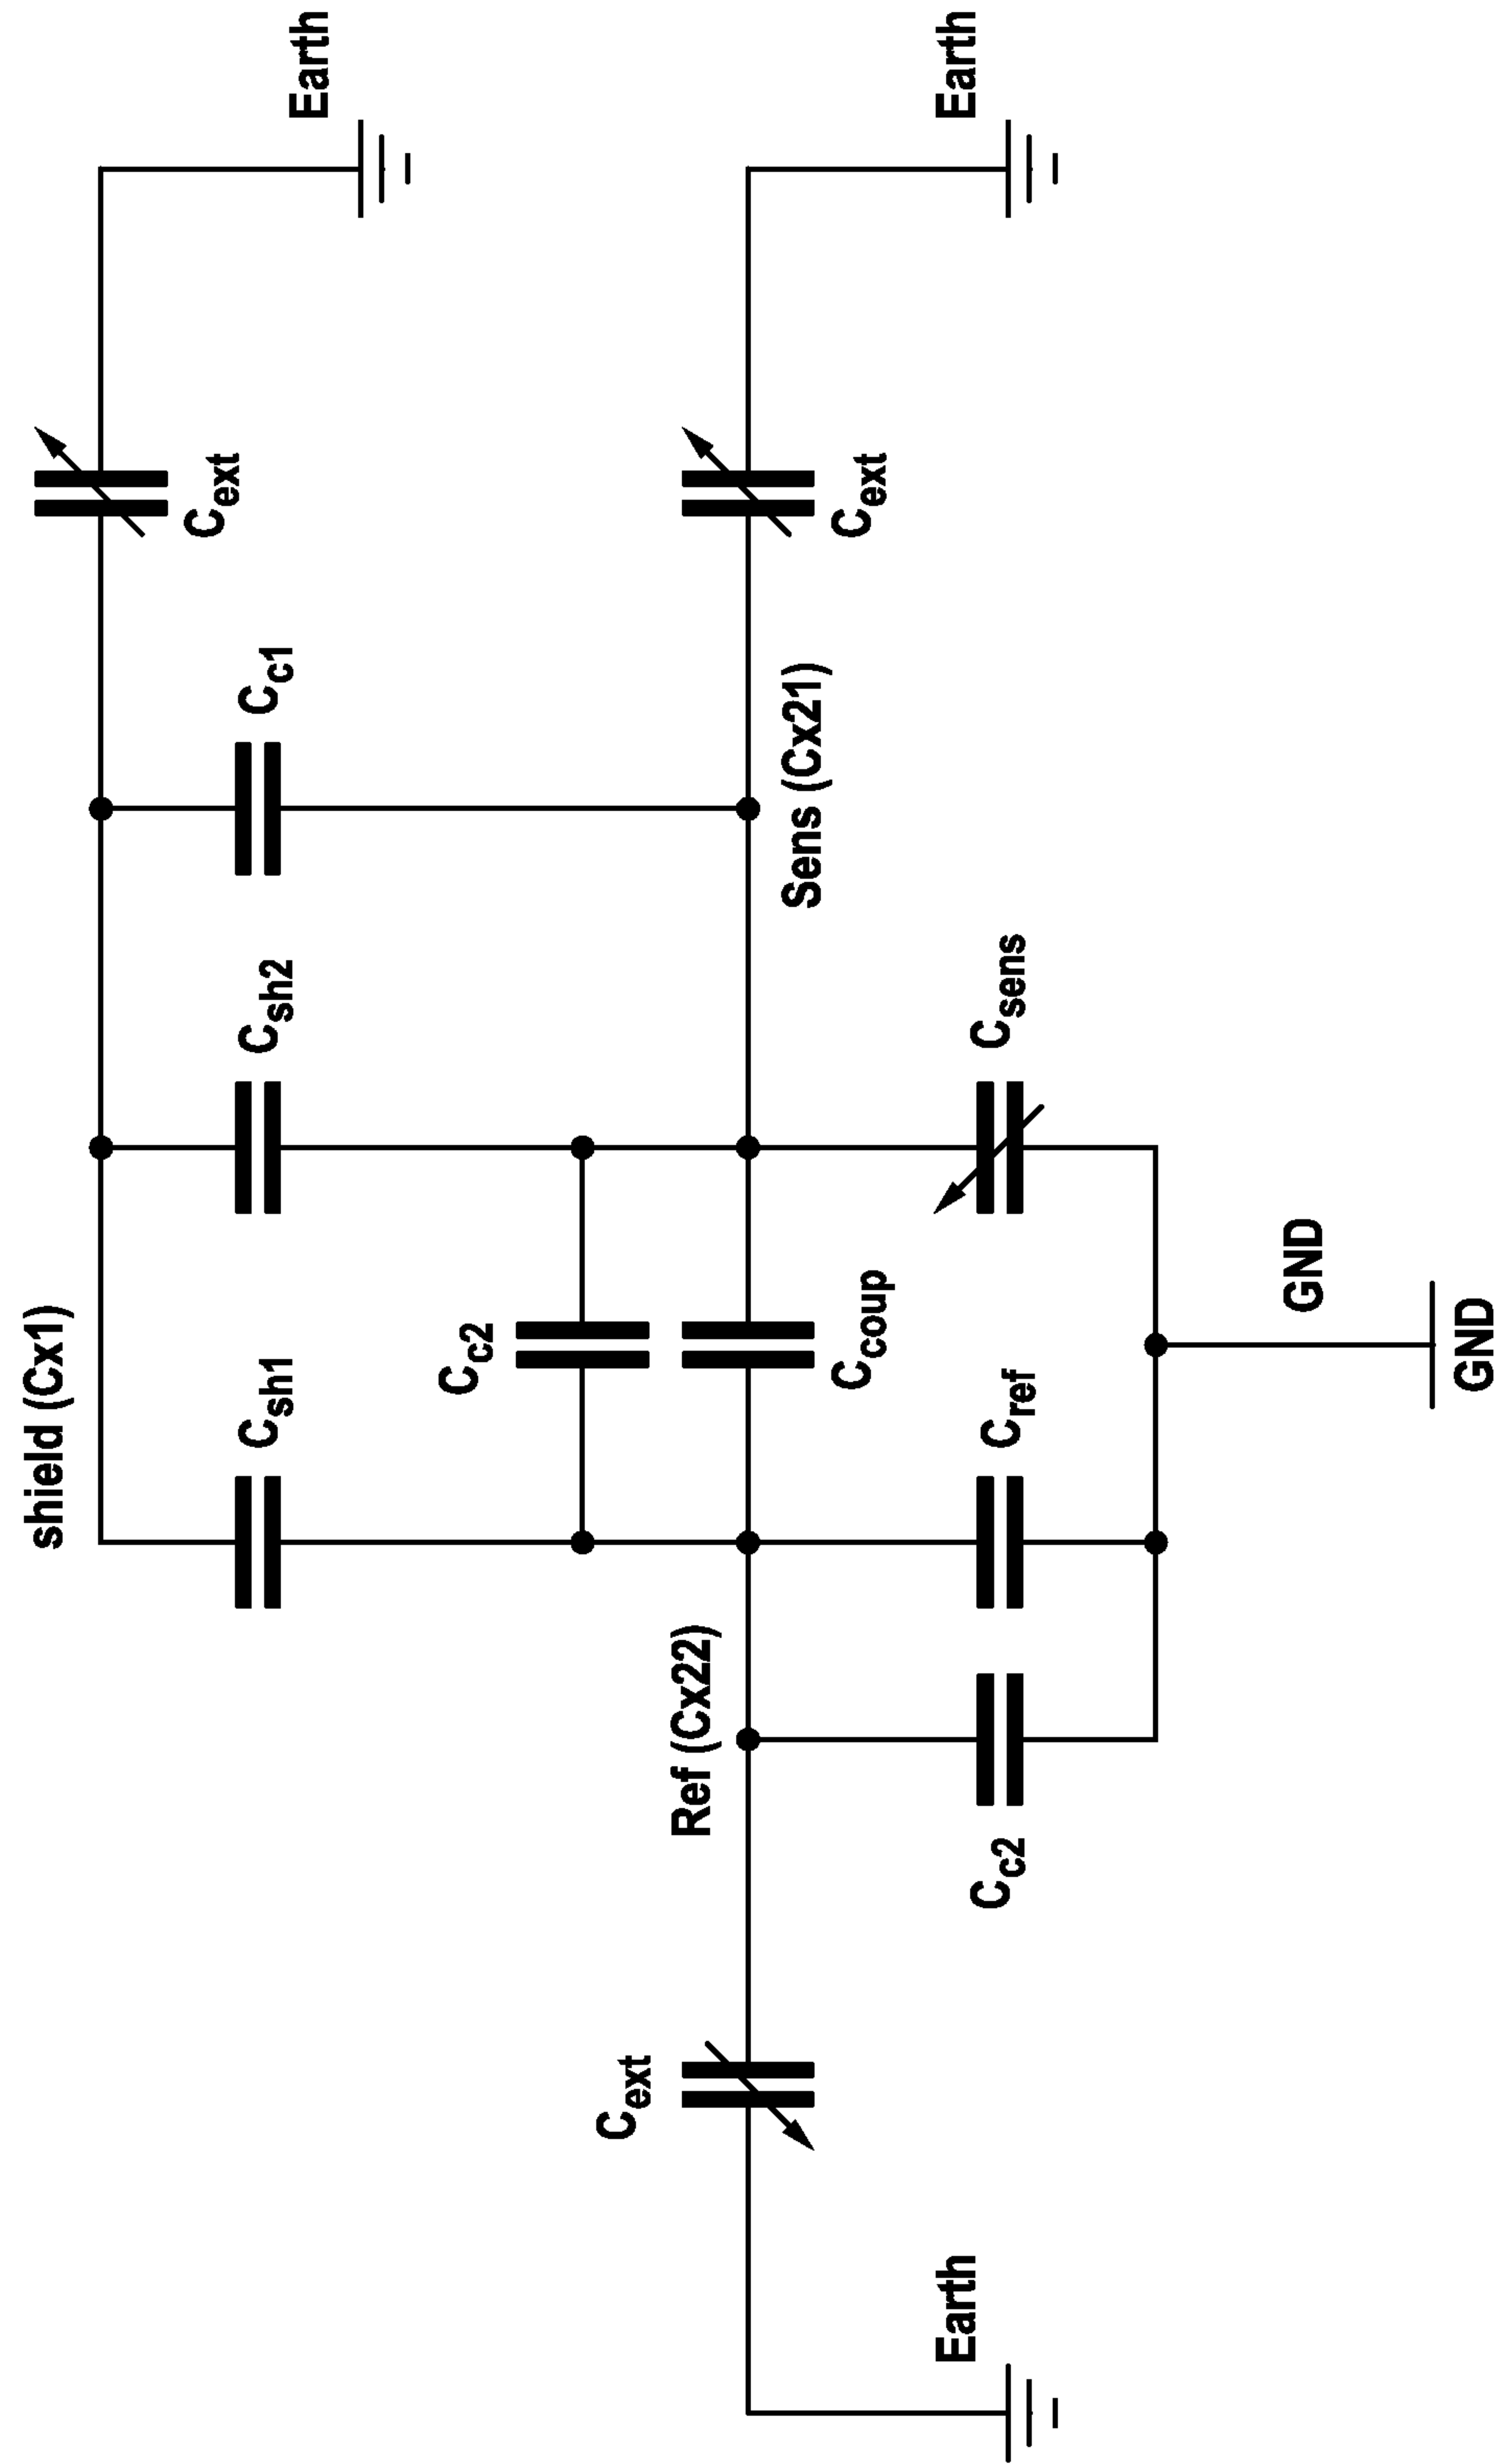 shield (Cx1)
Cext
Csh1
Csh2
Cc1
Earth
Cc2
Cext
Ref (Cx22)
Sens (Cx21)
Ccoup
Cext
Earth
Earth
Cc2
Cref
Csens
GND
GND